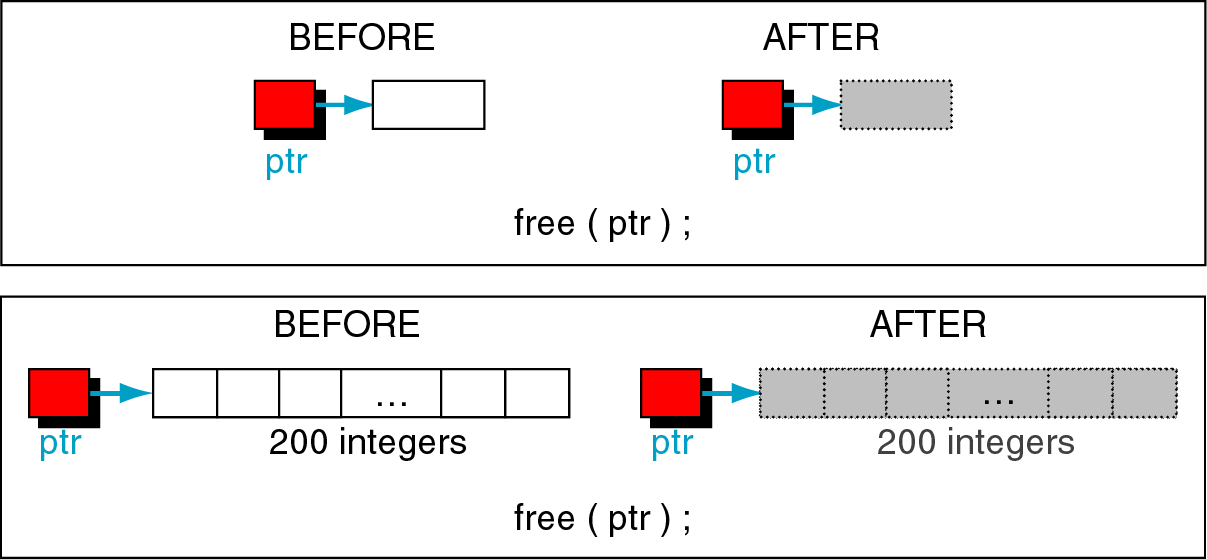 BEFORE AFTER
ptr ptr
free ( ptr ) ;
BEFORE AFTER
...  ...
ptr 200 integers ptr 200 integers
free ( ptr ) ;